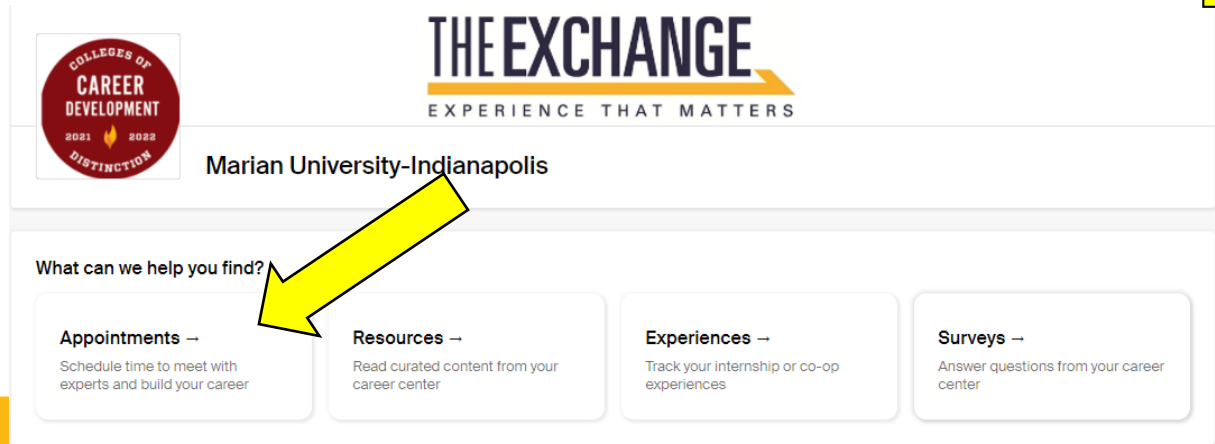 THE EXCHANGE
EXPERIENCE THAT MATTERS
COLLEGES OF
CAREER
DEVELOPMENT
2021 2022
DISTINCTION
Marian University-Indianapolis
What can we help you find?
Appointments →
Schedule time to meet with
experts and build your career
Resources →
Read curated content from your
career center
Experiences →
Track your internship or co-op
experiences
Surveys →
Answer questions from your career
center